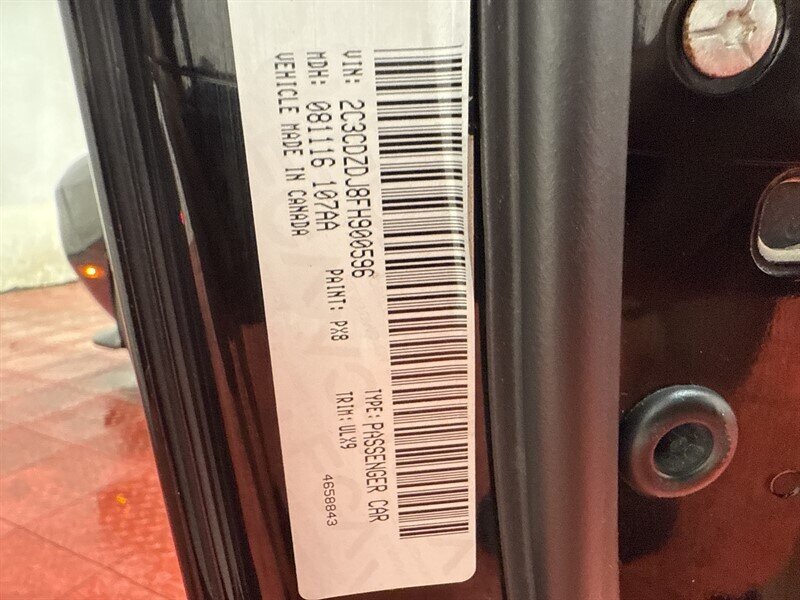 VIN: 2C3CDZDJ8FH900596
TYPE: PASSENGER CAR
MDH: 081116 107AA
PAINT: PX8
TRIM: ULX9
VEHICLE MADE IN CANADA
4658843